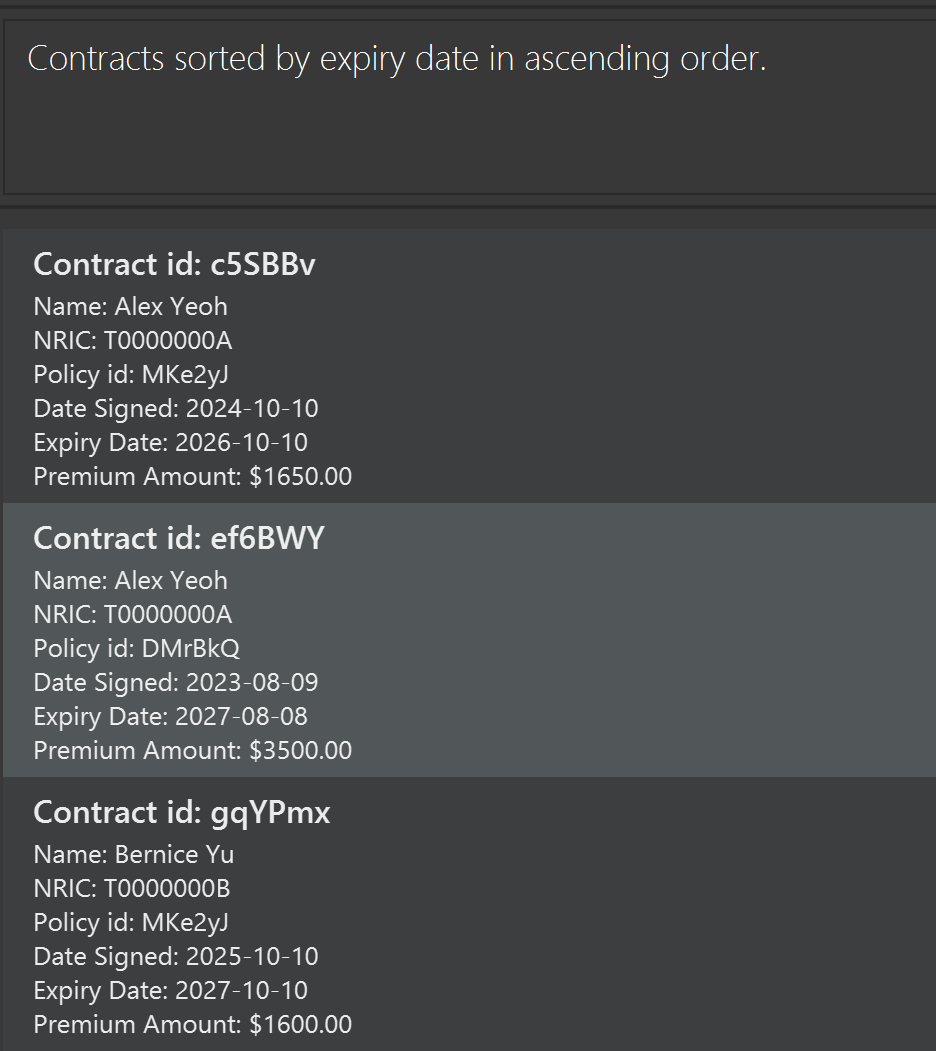 Contracts sorted by expiry date in ascending order.
Contract id: c5SBBv
Name: Alex Yeoh
NRIC: T0000000A
Policy id: MKe2yJ
Date Signed: 2024-10-10
Expiry Date: 2026-10-10
Premium Amount: $1650.00
Contract id: ef6BWY
Name: Alex Yeoh
NRIC: T0000000A
Policy id: DMrBkQ
Date Signed: 2023-08-09
Expiry Date: 2027-08-08
Premium Amount: $3500.00
Contract id: gqYPmx
Name: Bernice Yu
NRIC: T0000000B
Policy id: MKe2yJ
Date Signed: 2025-10-10
Expiry Date: 2027-10-10
Premium Amount: $1600.00